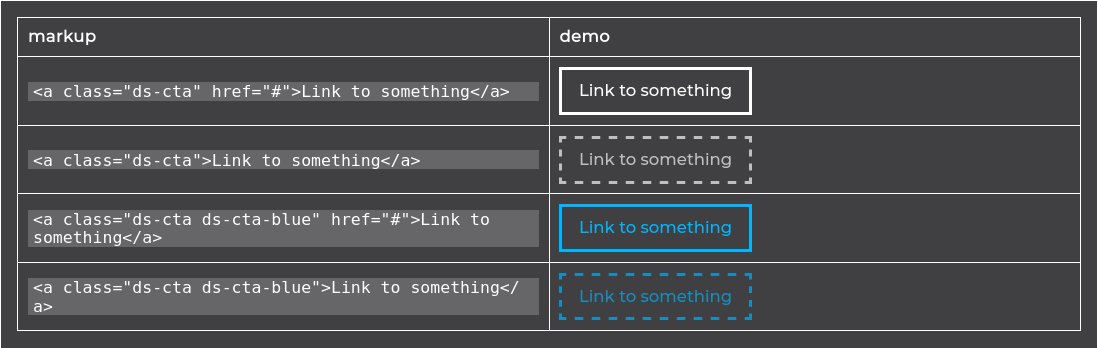 markup demo
<a class="ds-cta" href="#">Link to something</a> Link to something
<a class="ds-cta">Link to something</a> Link to something
<a class="ds-cta ds-cta-blue" href="#">Link to
something</a>
Link to something
<a class="ds-cta ds-cta-blue">Link to something</
a>
Link to something